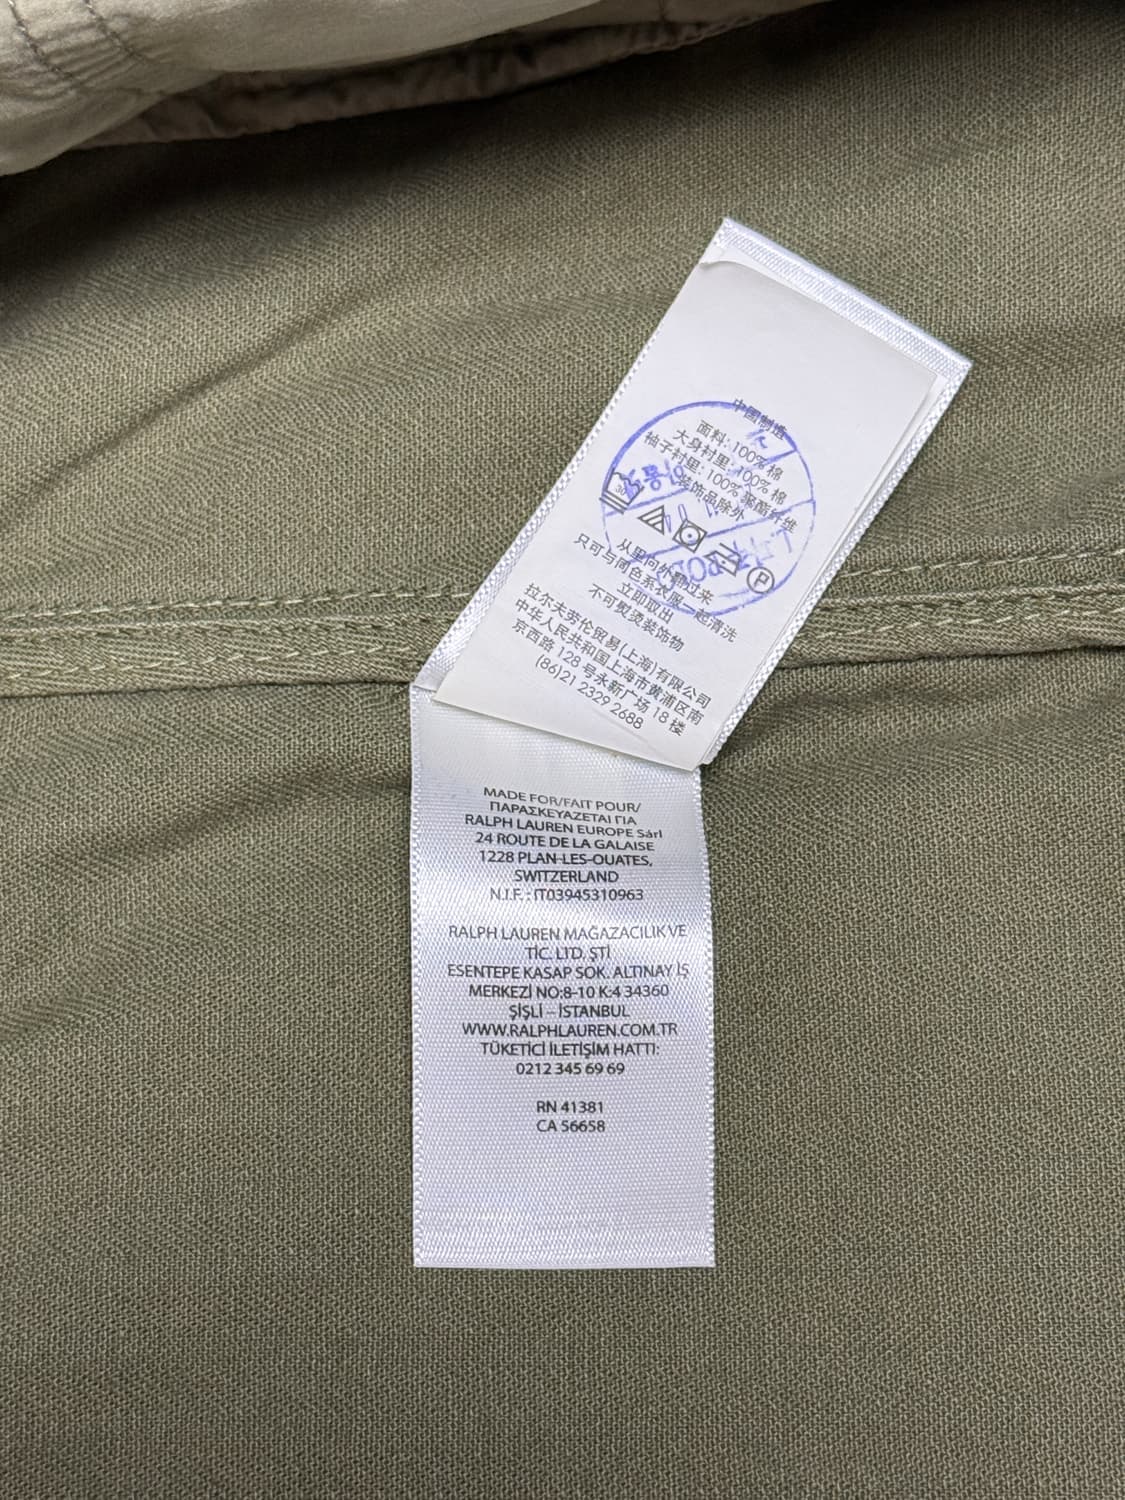 中国制造
面料: 100% 棉
大身衬里: 100% 棉
袖子衬里: 100% 聚酯纤维
装饰品除外
30
P
从里向外翻过来
只可与同色系衣服一起清洗
立即取出
不可熨烫装饰物
拉尔夫劳伦贸易(上海)有限公司
中华人民共和国上海市黄浦区南
京西路 128 号永新广场 18 楼
(86)21 2329 2688
MADE FOR/FAIT POUR/
ΠΑΡΑΣΚΕΥΑΖΕΤΑΙ ΓΙΑ
RALPH LAUREN EUROPE Sárl
24 ROUTE DE LA GALAISE
1228 PLAN-LES-OUATES,
SWITZERLAND
N.I.F. : IT03945310963
RALPH LAUREN MAĞAZACILIK VE
TİC. LTD. ŞTİ
ESENTEPE KASAP SOK. ALTINAY İŞ
MERKEZİ NO:8-10 K:4 34360
ŞİŞLİ – İSTANBUL
WWW.RALPHLAUREN.COM.TR
TÜKETİCİ İLETİŞİM HATTI:
0212 345 69 69
RN 41381
CA 56658